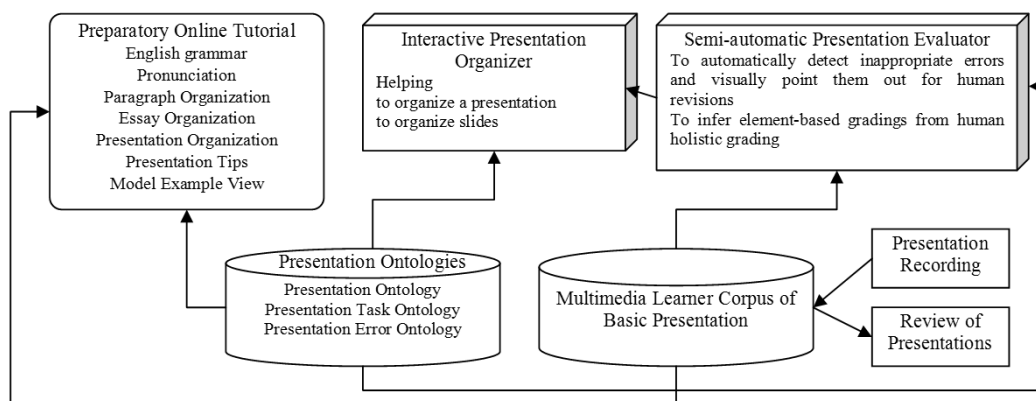 Preparatory Online Tutorial
English grammar
Pronunciation
Paragraph Organization
Essay Organization
Presentation Organization
Presentation Tips
Model Example View
Interactive Presentation
Organizer
Helping
to organize a presentation
to organize slides
Semi-automatic Presentation Evaluator
To automatically detect inappropriate errors
and visually point them out for human
revisions
To infer element-based gradings from human
holistic grading
Presentation Ontologies
Presentation Ontology
Presentation Task Ontology
Presentation Error Ontology
Multimedia Learner Corpus of
Basic Presentation
Presentation
Recording
Review of
Presentations